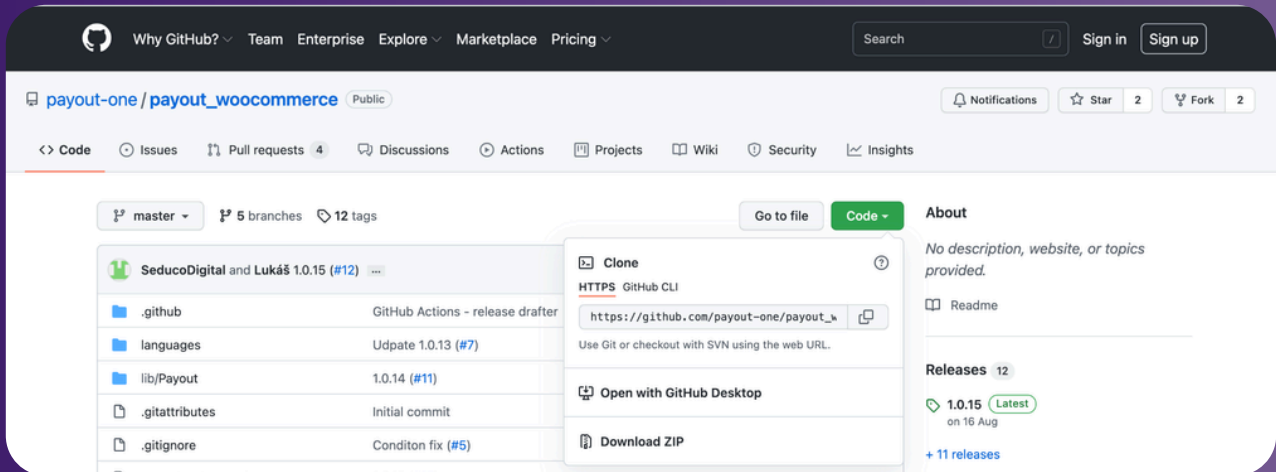 Why GitHub? Team Enterprise Explore Marketplace Pricing Search / Sign in Sign up
payout-one / payout_woocommerce Public Notifications Star 2 Fork 2
<> Code Issues Pull requests 4 Discussions Actions Projects Wiki Security Insights
master 5 branches 12 tags Go to file Code
SeducoDigital and Lukáš 1.0.15 (#12) ...
.github GitHub Actions - release drafter
languages Udpate 1.0.13 (#7)
lib/Payout 1.0.14 (#11)
.gitattributes Initial commit
.gitignore Conditon fix (#5)
Clone
HTTPS GitHub CLI
https://github.com/payout-one/payout_w
Use Git or checkout with SVN using the web URL.
Open with GitHub Desktop
Download ZIP
About
No description, website, or topics
provided.
Readme
Releases 12
1.0.15 Latest
on 16 Aug
+ 11 releases